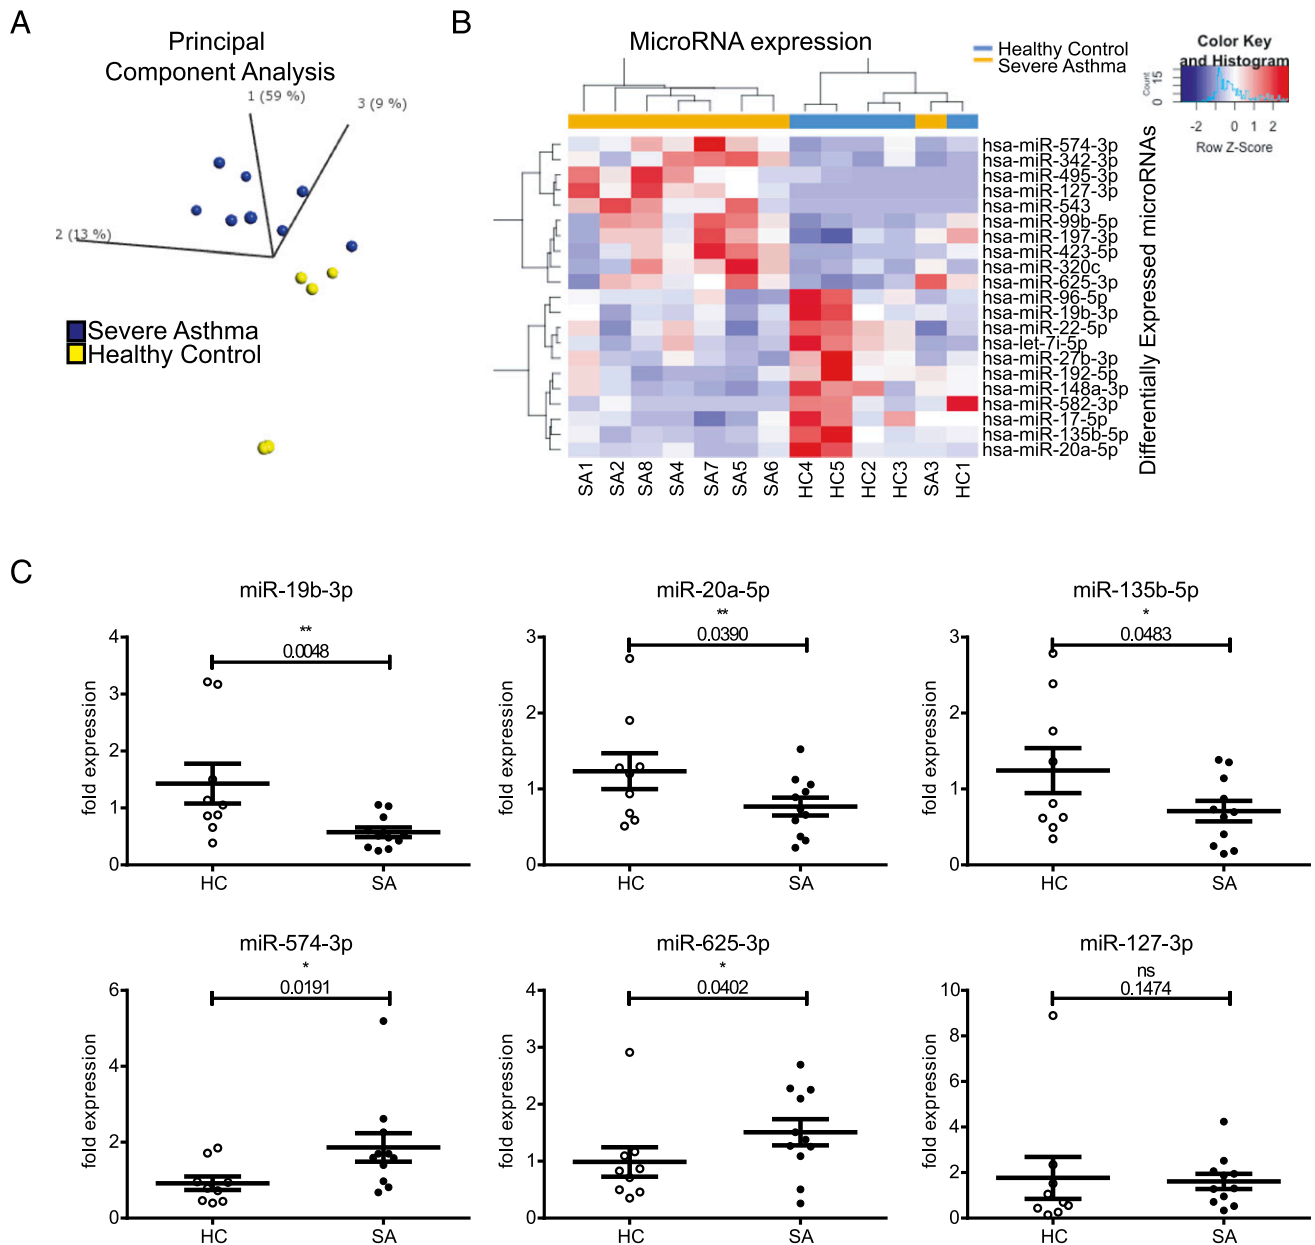 A
Principal
Component Analysis
1 (59 %)
3 (9 %)
2 (13 %)
Severe Asthma
Healthy Control
B
MicroRNA expression
Healthy Control
Severe Asthma
Color Key
and Histogram
Count
0
15
-2
0
1
2
Row Z-Score
hsa-miR-574-3p
hsa-miR-342-3p
hsa-miR-495-3p
hsa-miR-127-3p
hsa-miR-543
hsa-miR-99b-5p
hsa-miR-197-3p
hsa-miR-423-5p
hsa-miR-320c
hsa-miR-625-3p
hsa-miR-96-5p
hsa-miR-19b-3p
hsa-miR-22-5p
hsa-let-7i-5p
hsa-miR-27b-3p
hsa-miR-192-5p
hsa-miR-148a-3p
hsa-miR-582-3p
hsa-miR-17-5p
hsa-miR-135b-5p
hsa-miR-20a-5p
Differentially Expressed microRNAs
SA1
SA2
SA8
SA4
SA7
SA5
SA6
HC4
HC5
HC2
HC3
SA3
HC1
C
miR-19b-3p
**
0.0048
fold expression
4
3
2
1
0
HC
SA
miR-20a-5p
**
0.0390
fold expression
3
2
1
0
HC
SA
miR-135b-5p
*
0.0483
fold expression
3
2
1
0
HC
SA
miR-574-3p
*
0.0191
fold expression
6
4
2
0
HC
SA
miR-625-3p
*
0.0402
fold expression
4
3
2
1
0
HC
SA
miR-127-3p
ns
0.1474
fold expression
10
8
6
4
2
0
HC
SA